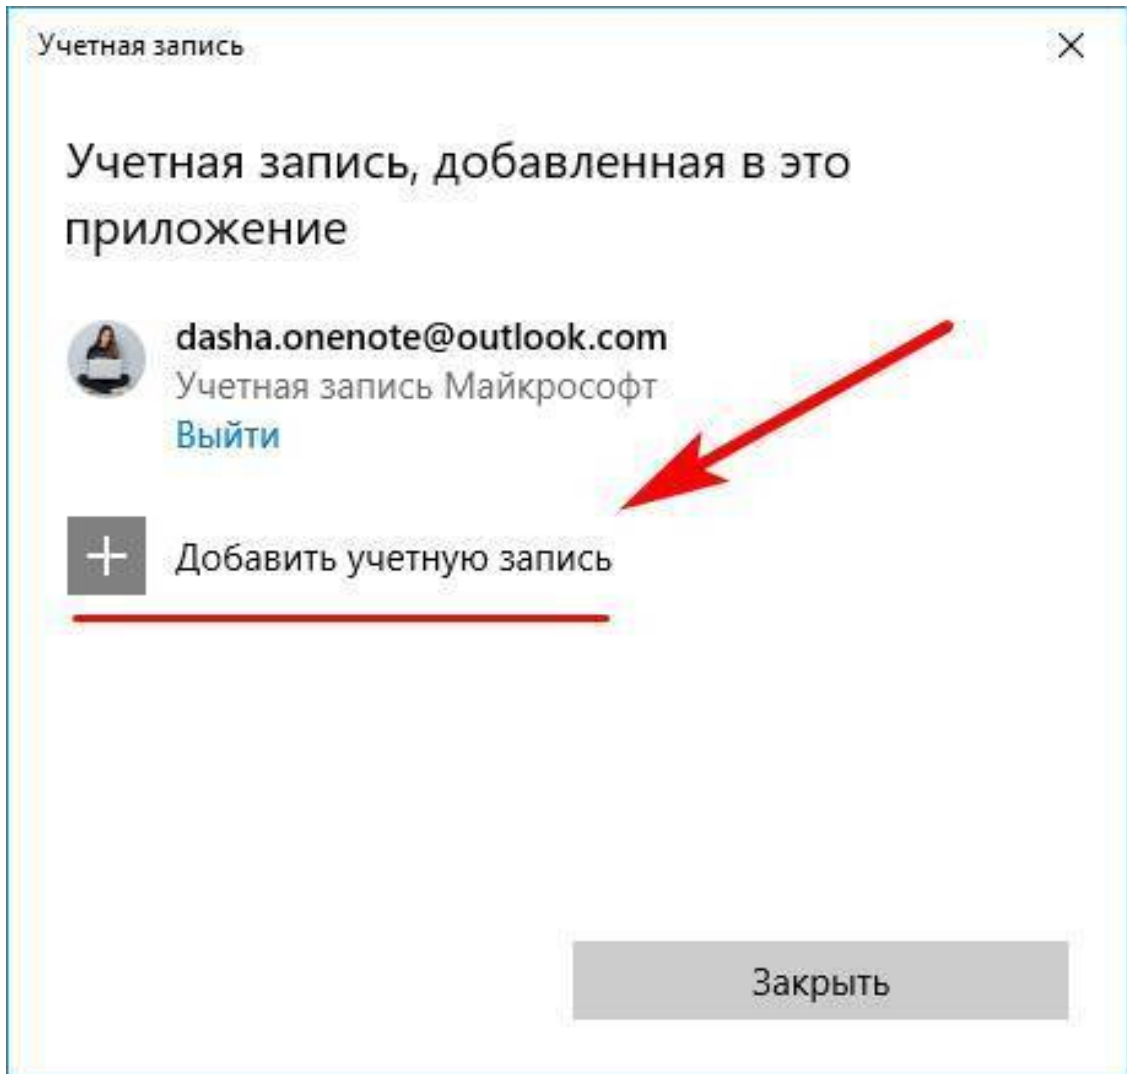 Учетная запись
Учетная запись, добавленная в это
приложение
dasha.onenote@outlook.com
Учетная запись Майкрософт
Выйти
Добавить учетную запись
Закрыть